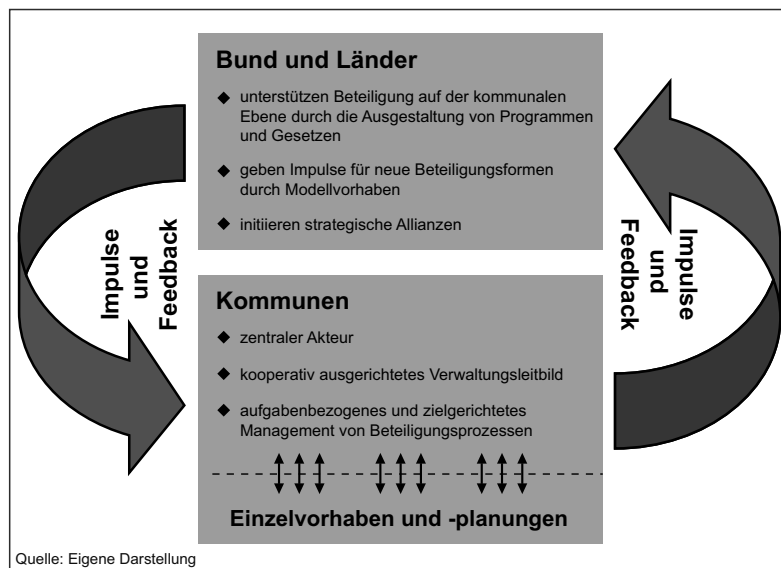 Bund und Länder
◆ unterstützen Beteiligung auf der kommunalen
Ebene durch die Ausgestaltung von Programmen
und Gesetzen
◆ geben Impulse für neue Beteiligungsformen
durch Modellvorhaben
◆ initiieren strategische Allianzen
Impulse
und
Feedback
Impulse
und
Feedback
Kommunen
◆ zentraler Akteur
◆ kooperativ ausgerichtetes Verwaltungsleitbild
◆ aufgabenbezogenes und zielgerichtetes
Management von Beteiligungsprozessen
Einzelvorhaben und -planungen
Quelle: Eigene Darstellung